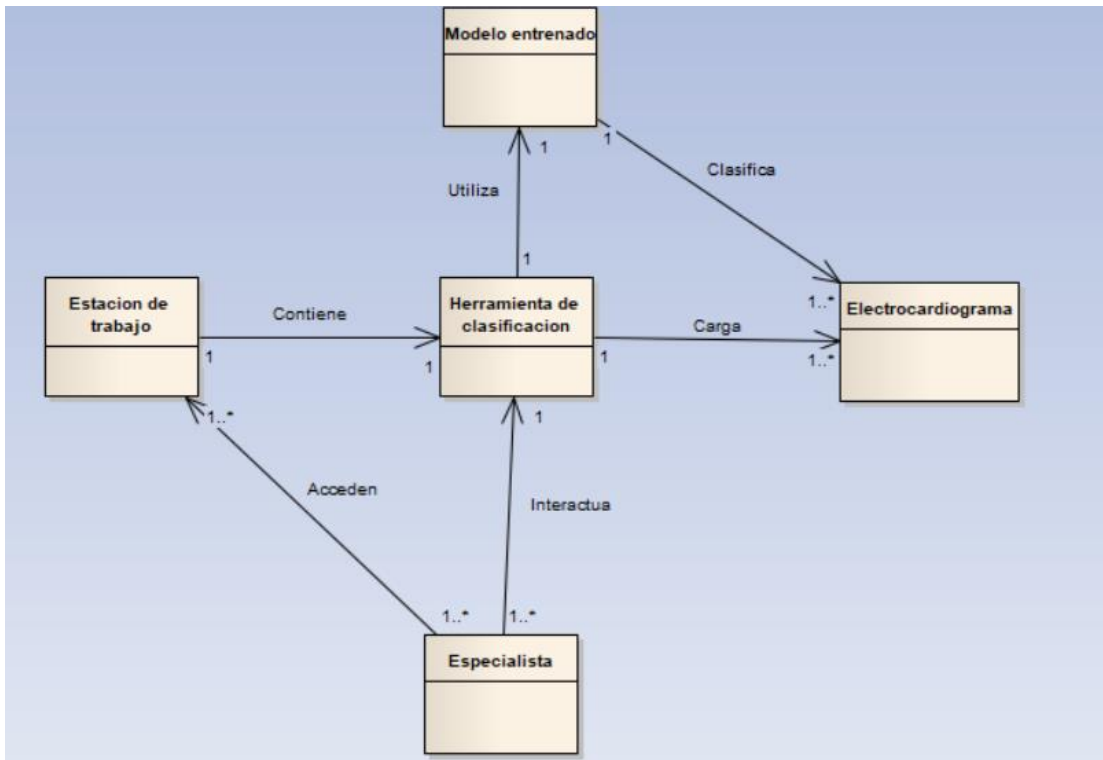 Modelo entrenado
1
1
Clasifica
Utiliza
1
1..*
Estacion de
trabajo
Contiene
1
1
Herramienta de
clasificacion
Carga
1
1..*
Electrocardiograma
1..*
1
Acceden
Interactua
1..*
1..*
Especialista